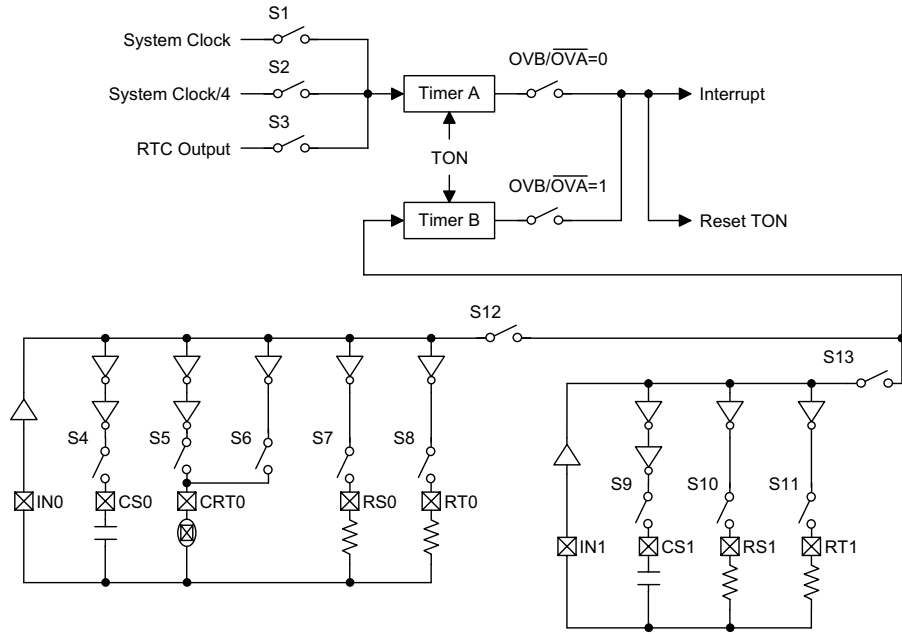 S1
System Clock
S2
OVB/O̅V̅A̅=0
System Clock/4
Timer A
Interrupt
S3
RTC Output
TON
OVB/O̅V̅A̅=1
Timer B
Reset TON
S12
S13
S4
S5
S6
S7
S8
IN0
CS0
CRT0
RS0
RT0
S9
S10
S11
IN1
CS1
RS1
RT1